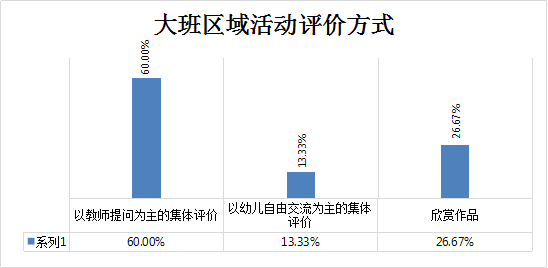 大班区域活动评价方式
60.00%
13.33%
26.67%
以教师提问为主的集体评价
以幼儿自由交流为主的集体
评价
欣赏作品
系列1
60.00%
13.33%
26.67%